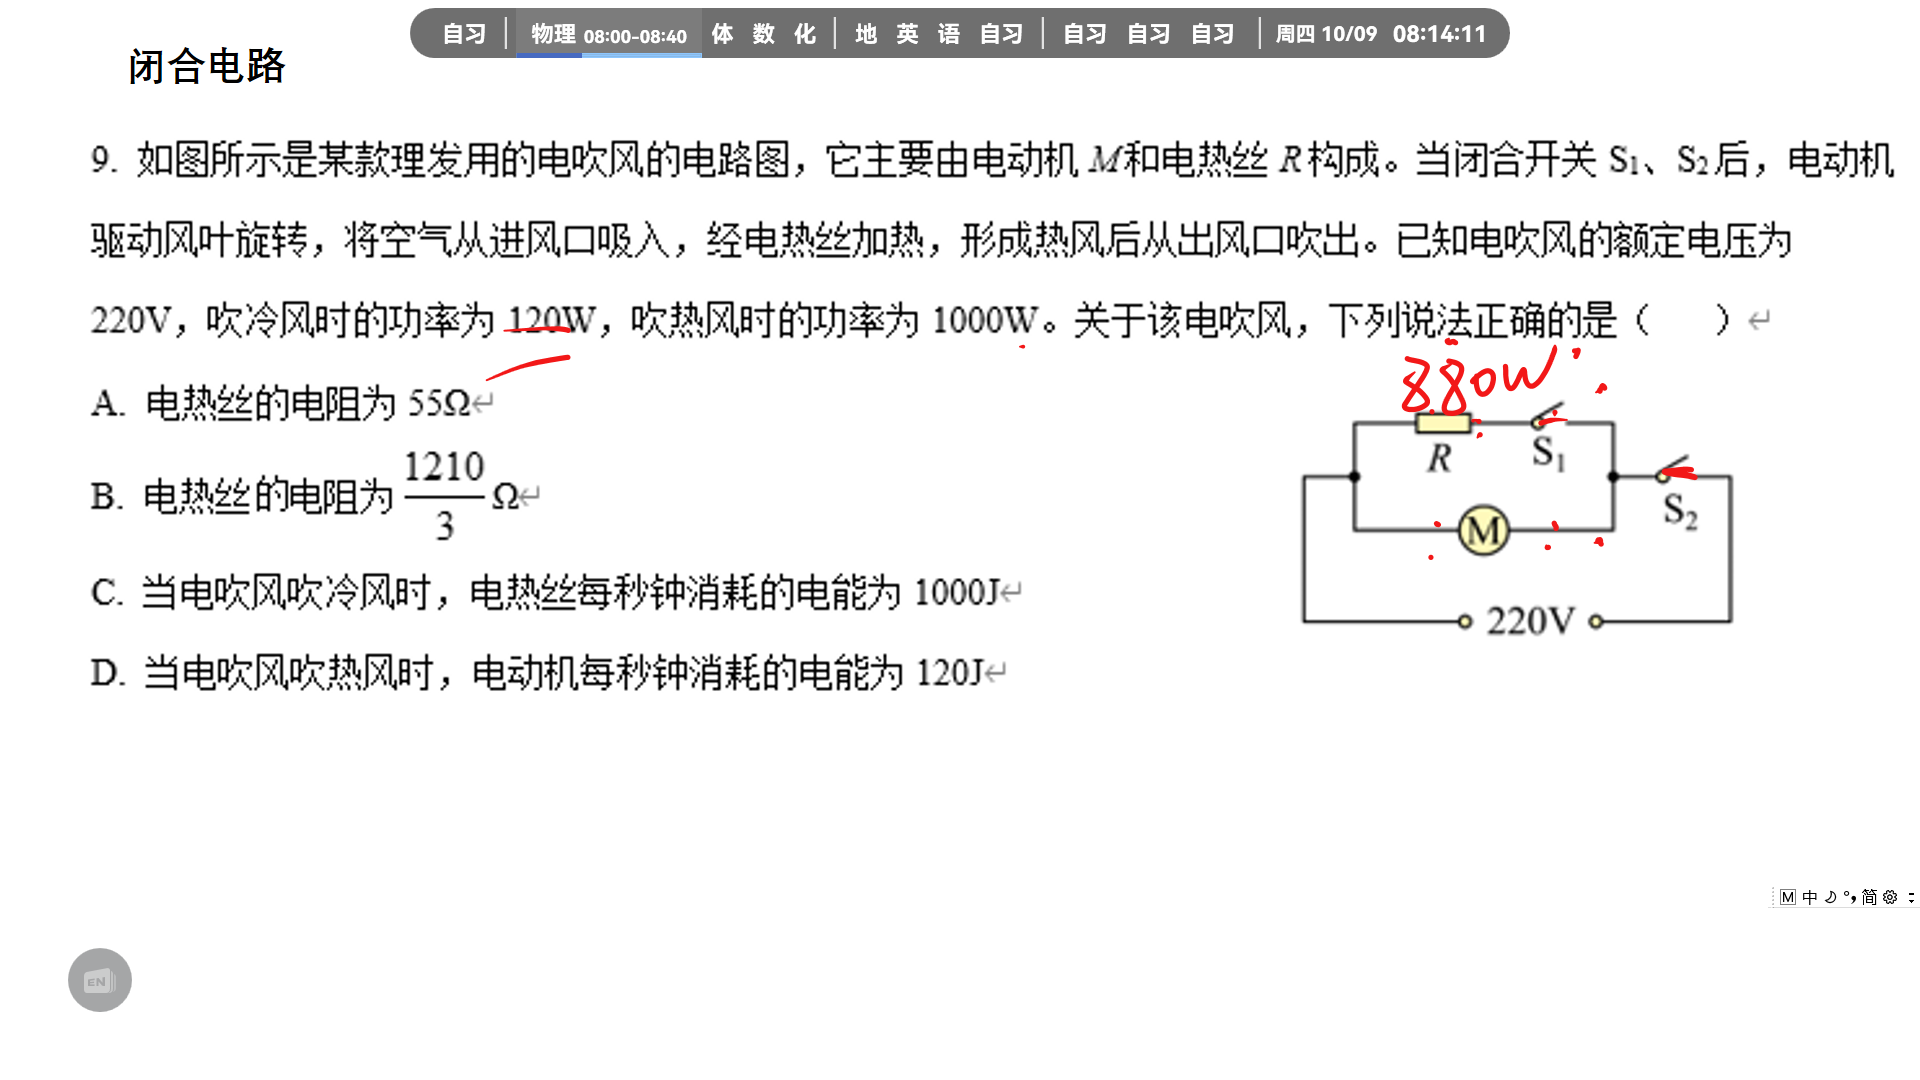 自习 物理 08:00-08:40 体 数 化 地 英 语 自习 自习 自习 自习 周四 10/09 08:14:11
闭合电路
9. 如图所示是某款理发用的电吹风的电路图，它主要由电动机 M和电热丝 R构成。当闭合开关 S₁、S₂后，电动机
驱动风叶旋转，将空气从进风口吸入，经电热丝加热，形成热风后从出风口吹出。已知电吹风的额定电压为
220V，吹冷风时的功率为 120W，吹热风时的功率为 1000W。关于该电吹风，下列说法正确的是（　　）↵
A. 电热丝的电阻为 55Ω↵
B. 电热丝的电阻为 1210/3 Ω↵
C. 当电吹风吹冷风时，电热丝每秒钟消耗的电能为 1000J↵
D. 当电吹风吹热风时，电动机每秒钟消耗的电能为 120J↵
880W
R S₁
S₂
M
220V
M 中 简
EN